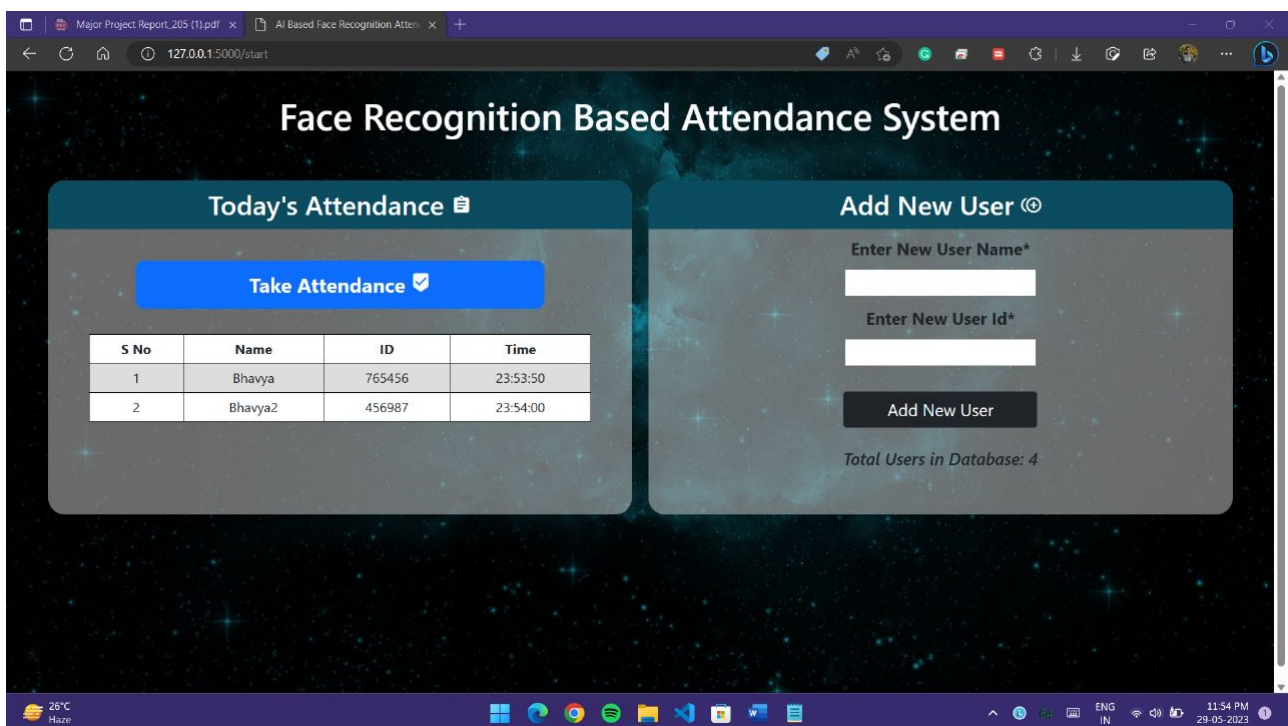 Major Project Report_205 (1).pdf
AI Based Face Recognition Atten
127.0.0.1:5000/start
Face Recognition Based Attendance System
Today's Attendance
Take Attendance
S No Name ID Time
1 Bhavya 765456 23:53:50
2 Bhavya2 456987 23:54:00
Add New User
Enter New User Name*
Enter New User Id*
Add New User
Total Users in Database: 4
26°C
Haze
ENG
IN
11:54 PM
29-05-2023
1